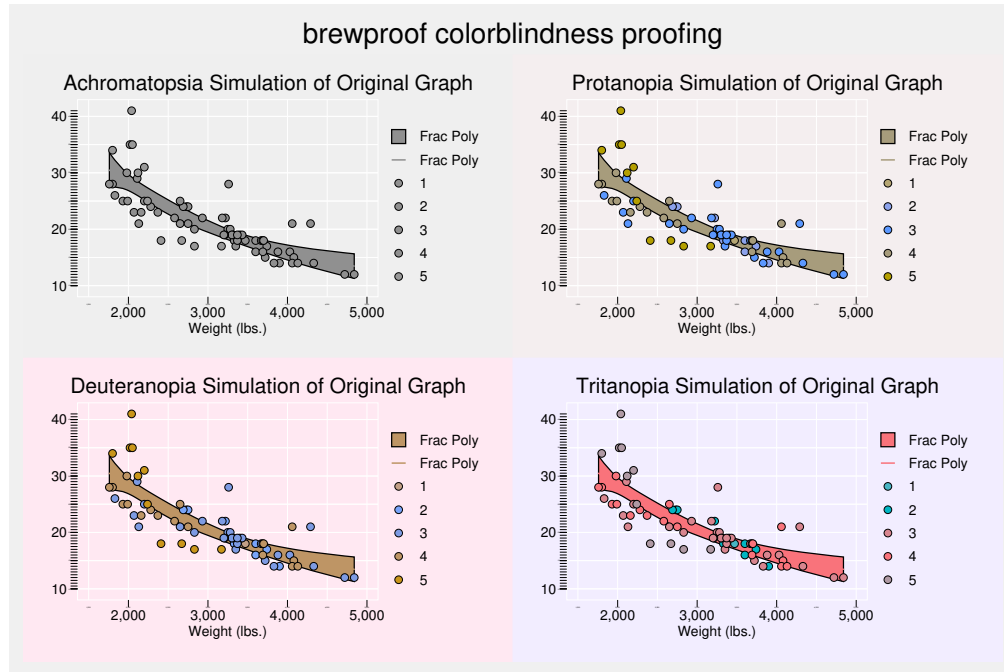 brewproof colorblindness proofing
Achromatopsia Simulation of Original Graph
40
30
20
10
2,000 3,000 4,000 5,000
Weight (lbs.)
Frac Poly
Frac Poly
1
2
3
4
5
Protanopia Simulation of Original Graph
40
30
20
10
2,000 3,000 4,000 5,000
Weight (lbs.)
Frac Poly
Frac Poly
1
2
3
4
5
Deuteranopia Simulation of Original Graph
40
30
20
10
2,000 3,000 4,000 5,000
Weight (lbs.)
Frac Poly
Frac Poly
1
2
3
4
5
Tritanopia Simulation of Original Graph
40
30
20
10
2,000 3,000 4,000 5,000
Weight (lbs.)
Frac Poly
Frac Poly
1
2
3
4
5